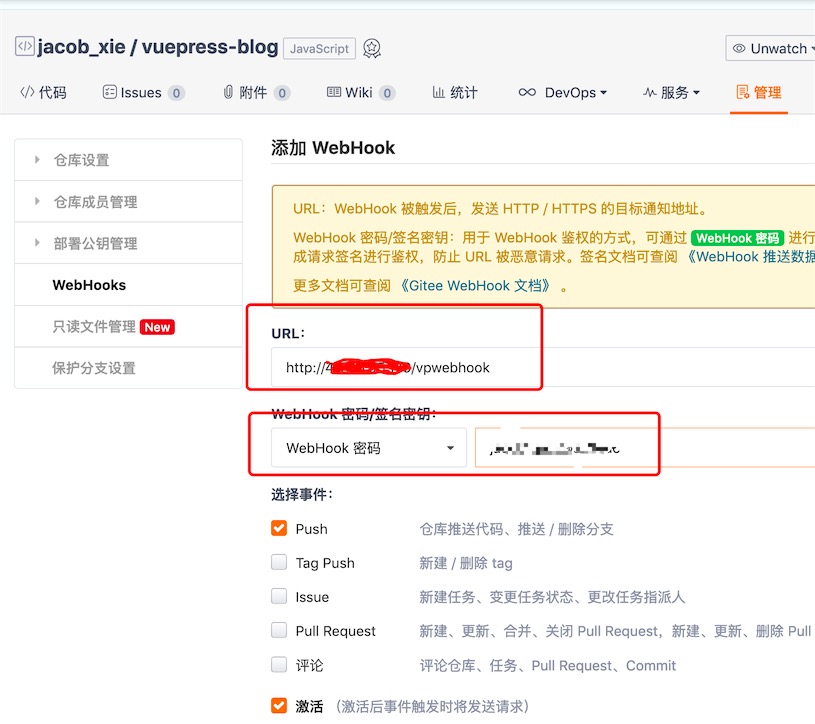 jacob_xie / vuepress-blog JavaScript
Unwatch
代码 Issues 0 附件 0 Wiki 0 统计 DevOps 服务 管理
仓库设置
仓库成员管理
部署公钥管理
WebHooks
只读文件管理 New
保护分支设置
添加 WebHook
URL：WebHook 被触发后，发送 HTTP / HTTPS 的目标通知地址。
WebHook 密码/签名密钥：用于 WebHook 鉴权的方式，可通过 WebHook 密码 进行
成请求签名进行鉴权，防止 URL 被恶意请求。签名文档可查阅 《WebHook 推送数据
更多文档可查阅 《Gitee WebHook 文档》 。
URL：
http:// /vpwebhook
WebHook 密码/签名密钥：
WebHook 密码
选择事件：
Push 仓库推送代码、推送 / 删除分支
Tag Push 新建 / 删除 tag
Issue 新建任务、变更任务状态、更改任务指派人
Pull Request 新建、更新、合并、关闭 Pull Request，新建、更新、删除 Pull
评论 评论仓库、任务、Pull Request、Commit
激活 （激活后事件触发时将发送请求）